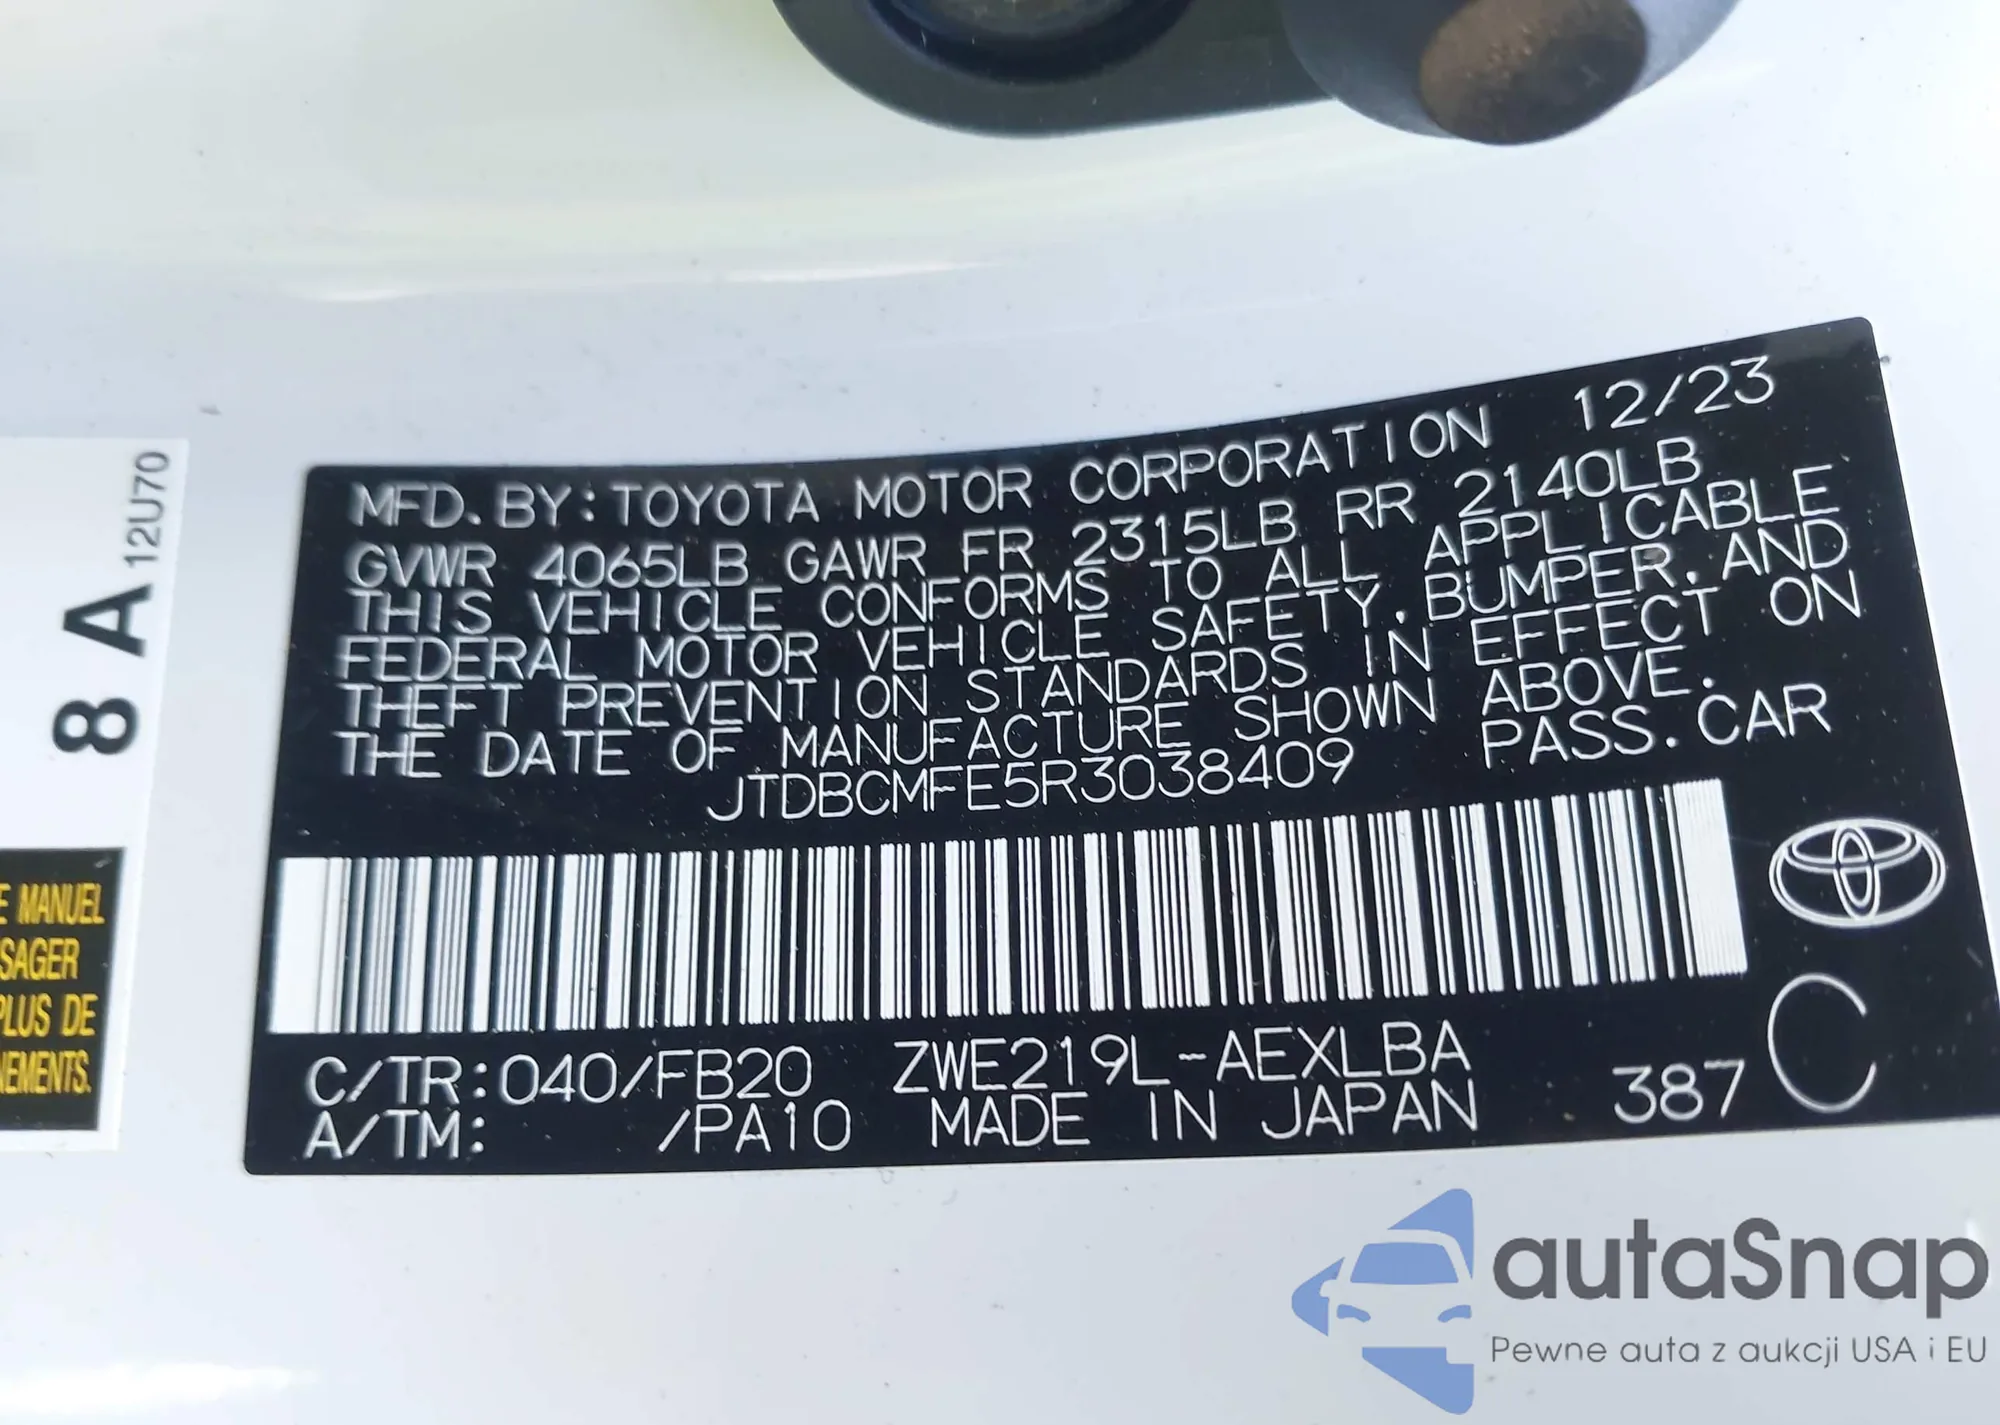 MFD. BY: TOYOTA MOTOR CORPORATION 12/23
GVWR 4065LB GAWR FR 2315LB RR 2140LB
THIS VEHICLE CONFORMS TO ALL APPLICABLE
FEDERAL MOTOR VEHICLE SAFETY, BUMPER, AND
THEFT PREVENTION STANDARDS IN EFFECT ON
THE DATE OF MANUFACTURE SHOWN ABOVE.
JTDBCMFE5R3038409 PASS. CAR
C/TR: 040/FB20 ZWE219L-AEXLBA
A/TM: /PA10 MADE IN JAPAN 387 C
8 A 12U70
E MANUEL
SAGER
PLUS DE
NEMENTS.
autaSnap
Pewne auta z aukcji USA i EU